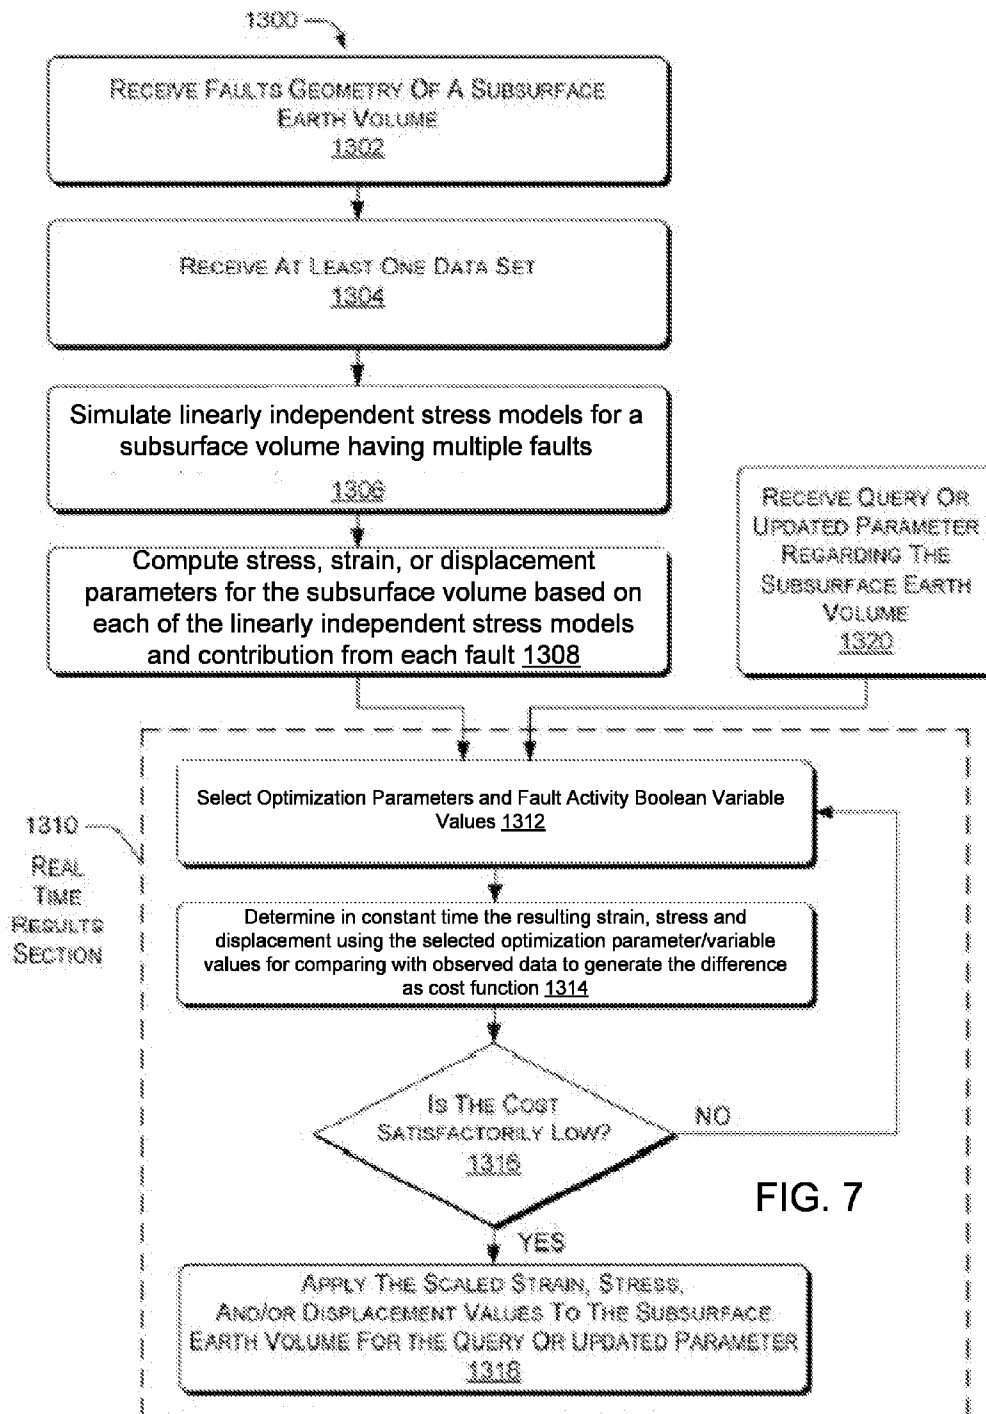 1300
RECEIVE FAULTS GEOMETRY OF A SUBSURFACE
EARTH VOLUME
1302
RECEIVE AT LEAST ONE DATA SET
1304
Simulate linearly independent stress models for a
subsurface volume having multiple faults
1306
Compute stress, strain, or displacement
parameters for the subsurface volume based on
each of the linearly independent stress models
and contribution from each fault 1308
RECEIVE QUERY OR
UPDATED PARAMETER
REGARDING THE
SUBSURFACE EARTH
VOLUME
1320
1310
REAL
TIME
RESULTS
SECTION
Select Optimization Parameters and Fault Activity Boolean Variable
Values 1312
Determine in constant time the resulting strain, stress and
displacement using the selected optimization parameter/variable
values for comparing with observed data to generate the difference
as cost function 1314
IS THE COST
SATISFACTORILY LOW?
1316
NO
YES
FIG. 7
APPLY THE SCALED STRAIN, STRESS,
AND/OR DISPLACEMENT VALUES TO THE SUBSURFACE
EARTH VOLUME FOR THE QUERY OR UPDATED PARAMETER
1318